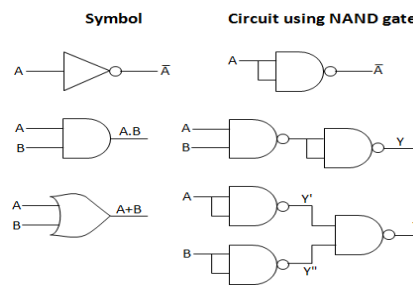 Symbol Circuit using NAND gate
A A̅ A A̅
A B A.B A B Y
A B A+B A Y' B Y"